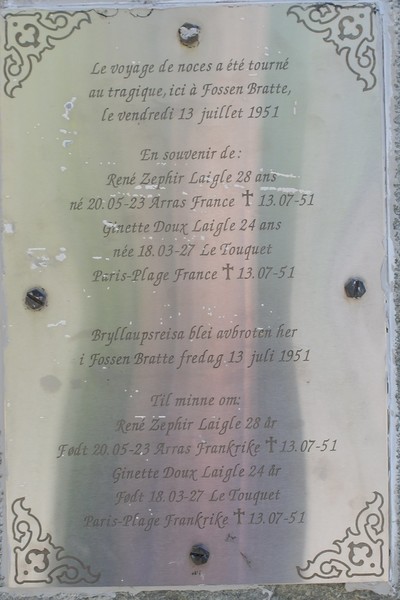 Le voyage de noces a été tourné
au tragique, ici à Fossen Bratte,
le vendredi 13 juillet 1951
En souvenir de:
René Zephir Laigle 28 ans
né 20.05-23 Arras France † 13.07-51
Ginette Doux Laigle 24 ans
née 18.03-27 Le Touquet
Paris-Plage France † 13.07-51
Bryllaupsreisa blei avbroten her
i Fossen Bratte fredag 13 juli 1951
Til minne om:
René Zephir Laigle 28 år
Født 20.05-23 Arras Frankrike † 13.07-51
Ginette Doux Laigle 24 år
Født 18.03-27 Le Touquet
Paris-Plage Frankrike † 13.07-51